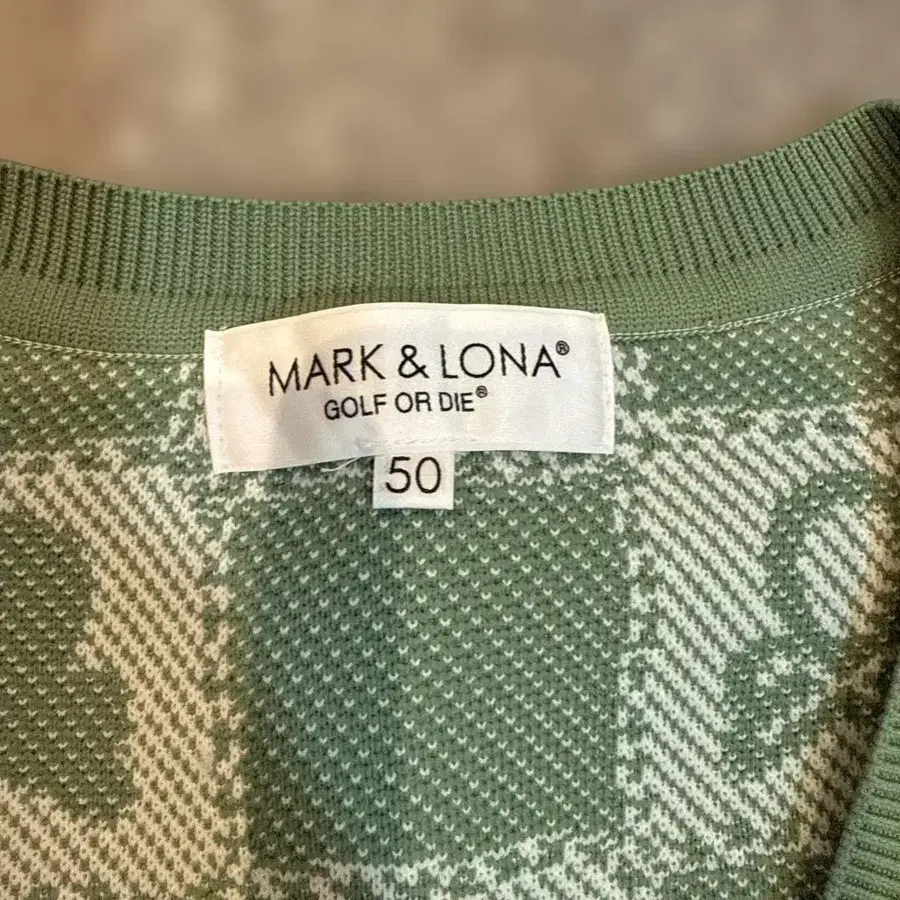 MARK & LONA®
GOLF OR DIE®
50